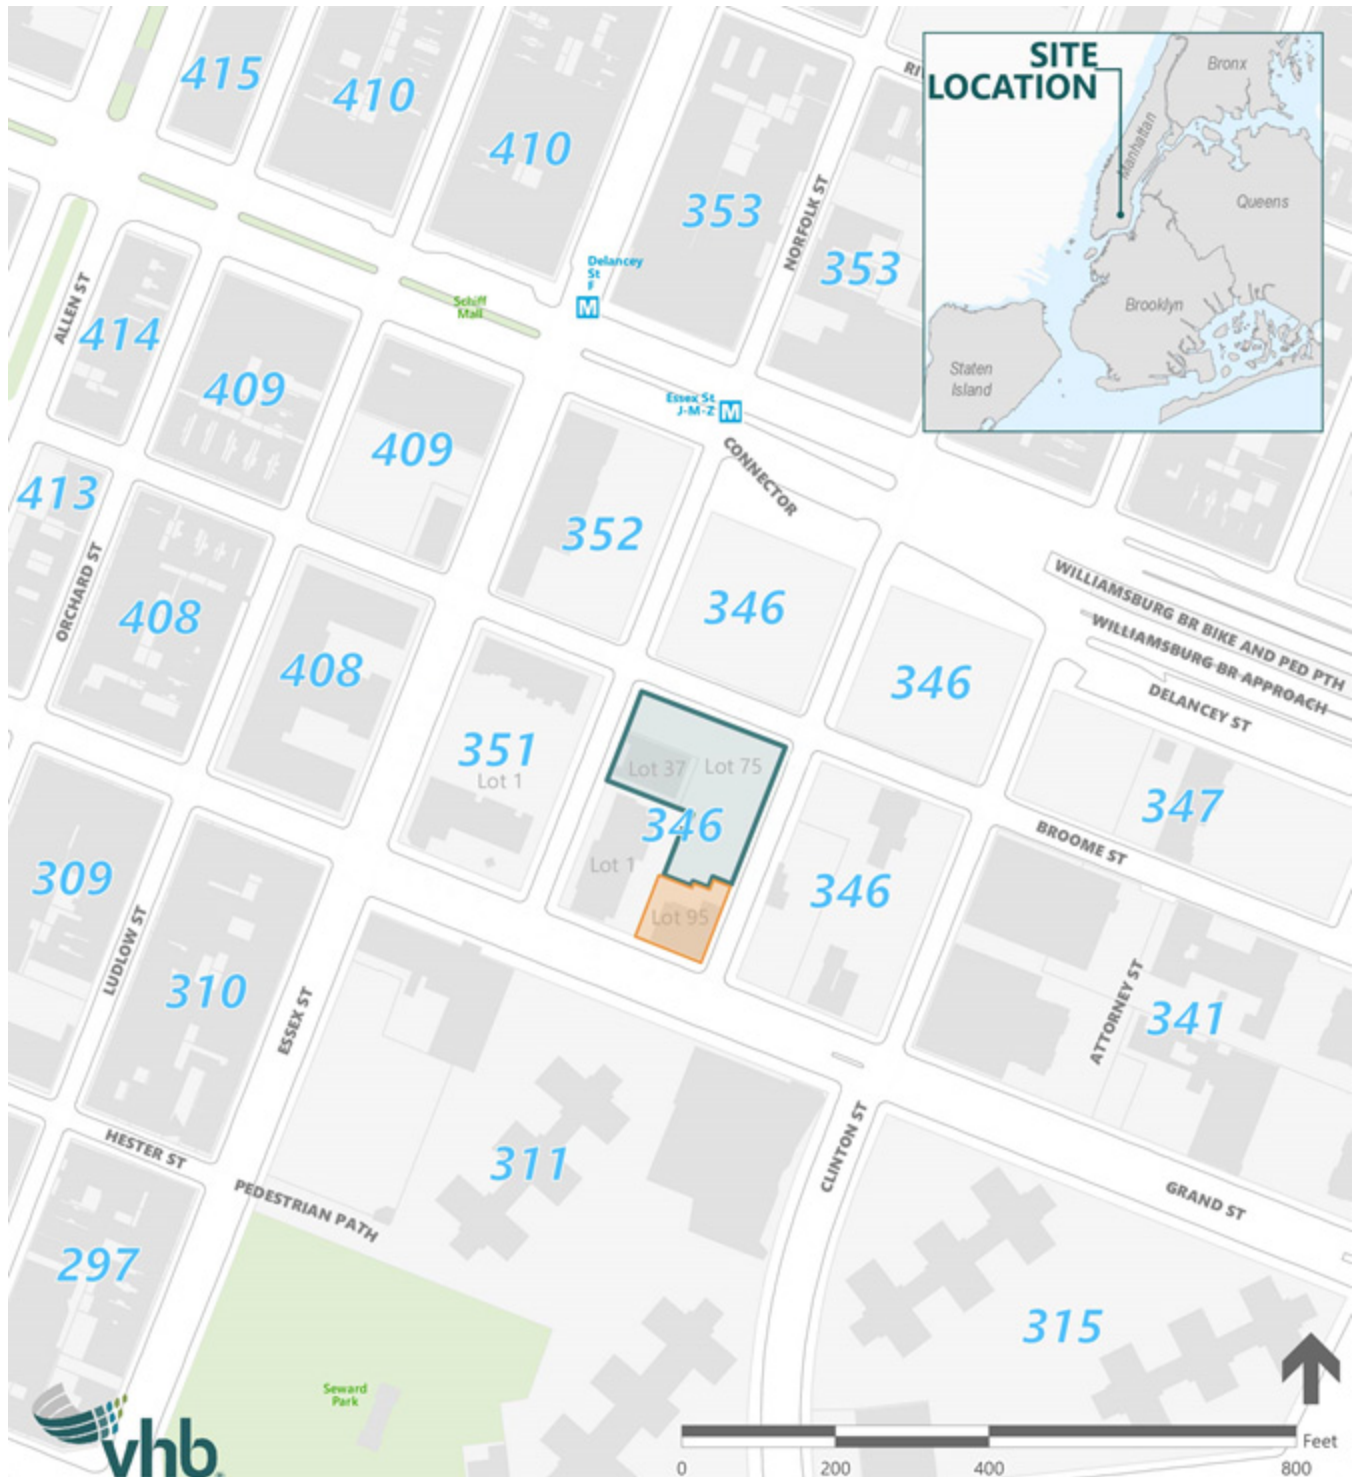 SITE
LOCATION
Bronx
Manhattan
Queens
Brooklyn
Staten
Island
415
410
410
353
NORFOLK ST
353
Delancey
St
F
M
Schiff
Mall
ALLEN ST
414
409
409
Essex St
J-M-Z
M
CONNECTOR
413
352
ORCHARD ST
408
408
346
346
WILLIAMSBURG BR BIKE AND PED PTH
WILLIAMSBURG BR APPROACH
DELANCEY ST
351
Lot 1
Lot 37
Lot 75
346
Lot 1
Lot 95
346
347
BROOME ST
309
LUDLOW ST
310
ESSEX ST
341
ATTORNEY ST
HESTER ST
PEDESTRIAN PATH
311
CLINTON ST
GRAND ST
297
315
Seward
Park
vhb
Feet
0
200
400
800